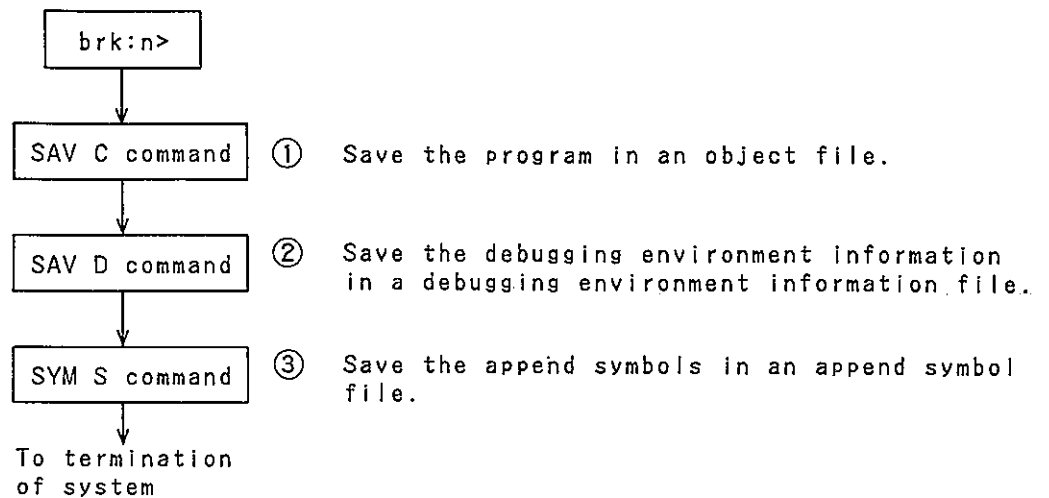 brk:n>
SAV C command ① Save the program in an object file.
SAV D command ② Save the debugging environment information
in a debugging environment information file.
SYM S command ③ Save the append symbols in an append symbol
file.
To termination
of system